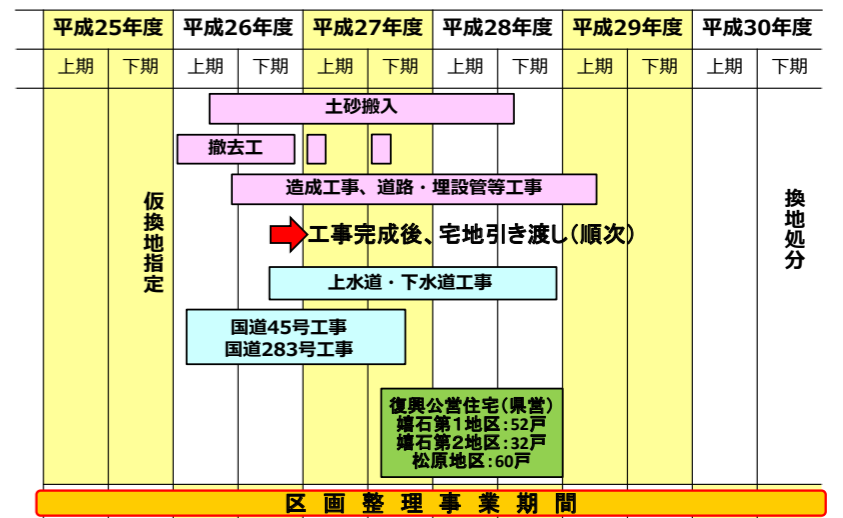 平成25年度 平成26年度 平成27年度 平成28年度 平成29年度 平成30年度
上期 下期 上期 下期 上期 下期 上期 下期 上期 下期 上期 下期
土砂搬入
撤去工
造成工事、道路・埋設管等工事
仮換地指定
換地処分
工事完成後、宅地引き渡し(順次)
上水道・下水道工事
国道45号工事
国道283号工事
復興公営住宅(県営)
嬉石第1地区:52戸
嬉石第2地区:32戸
松原地区:60戸
区画整理事業期間